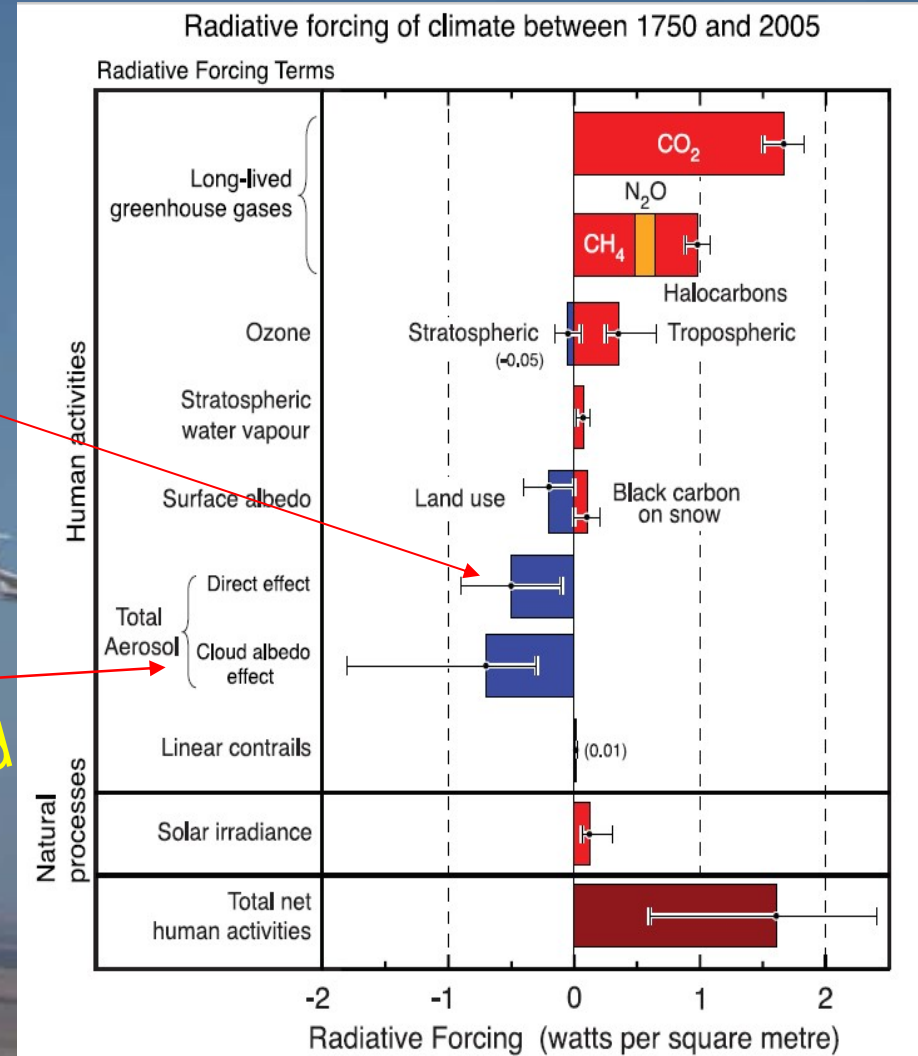 Radiative forcing of climate between 1750 and 2005
Radiative Forcing Terms
Human activities
Long-lived
greenhouse gases
CO₂
N₂O
CH₄
Halocarbons
Ozone
Stratospheric
(-0.05)
Tropospheric
Stratospheric
water vapour
Surface albedo
Land use
Black carbon
on snow
Total
Aerosol
Direct effect
Cloud albedo
effect
Linear contrails
(0.01)
Natural
processes
Solar irradiance
Total net
human activities
-2 -1 0 1 2
Radiative Forcing (watts per square metre)